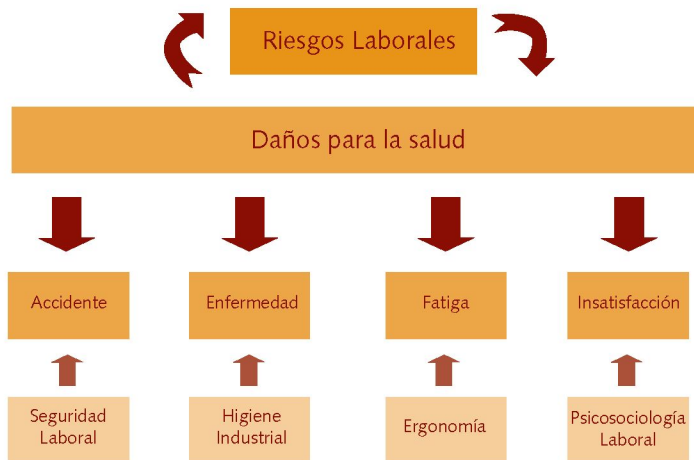 Riesgos Laborales
Daños para la salud
Accidente
Enfermedad
Fatiga
Insatisfacción
Seguridad
Laboral
Higiene
Industrial
Ergonomía
Psicosociología
Laboral